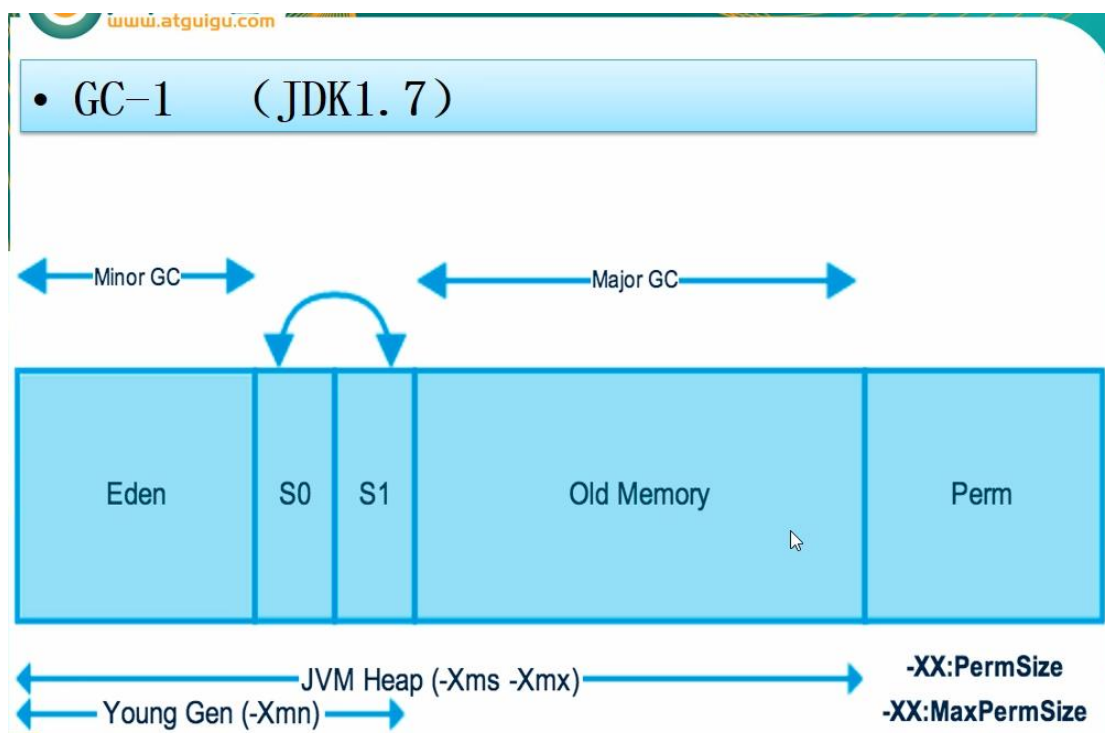 www.atguigu.com
• GC-1 （JDK1.7）
Minor GC
Major GC
Eden
S0
S1
Old Memory
Perm
JVM Heap (-Xms -Xmx)
-XX:PermSize
Young Gen (-Xmn)
-XX:MaxPermSize